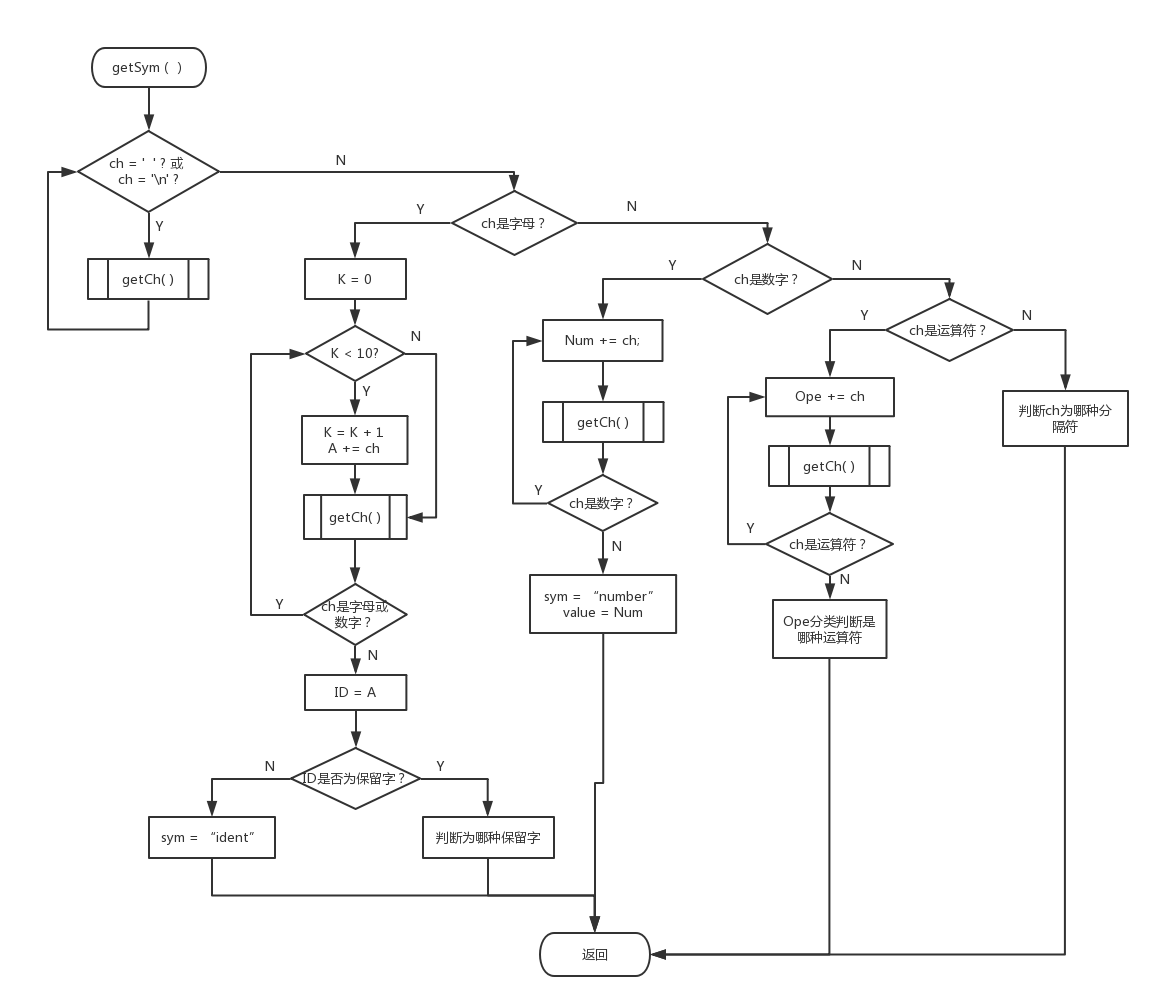 getSym ( )
ch = ' ' ? 或
ch = '\n' ?
N
Y
getCh( )
ch是字母 ?
Y
N
K = 0
K < 10?
N
Y
K = K + 1
A += ch
getCh( )
ch是字母或
数字 ?
Y
N
ID = A
ID是否为保留字 ?
N
Y
sym = “ident”
判断为哪种保留字
ch是数字 ?
Y
N
Num += ch;
getCh( )
ch是数字 ?
Y
N
sym = “number”
value = Num
ch是运算符 ?
Y
N
Ope += ch
getCh( )
ch是运算符 ?
Y
N
Ope分类判断是
哪种运算符
判断ch为哪种分
隔符
返回